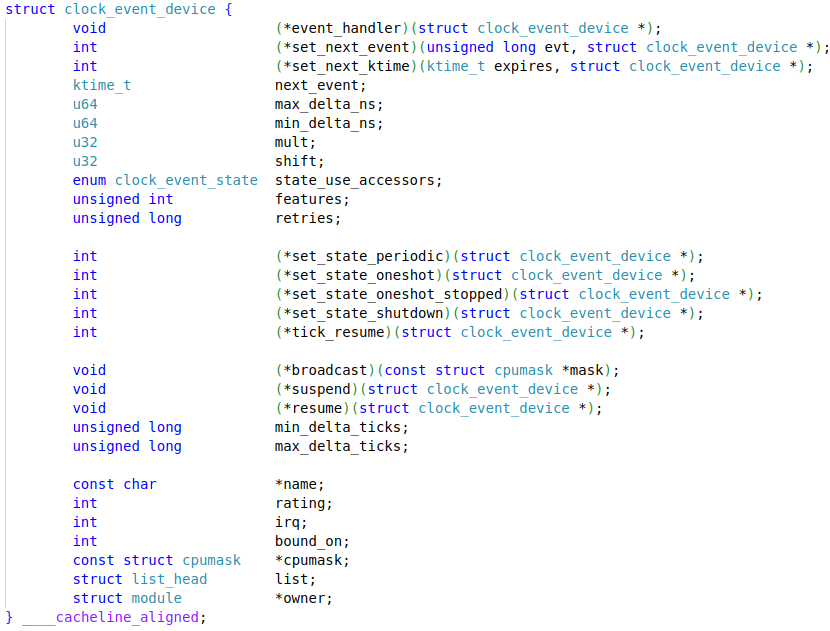 struct clock_event_device {
void (*event_handler)(struct clock_event_device *);
int (*set_next_event)(unsigned long evt, struct clock_event_device *);
int (*set_next_ktime)(ktime_t expires, struct clock_event_device *);
ktime_t next_event;
u64 max_delta_ns;
u64 min_delta_ns;
u32 mult;
u32 shift;
enum clock_event_state state_use_accessors;
unsigned int features;
unsigned long retries;
int (*set_state_periodic)(struct clock_event_device *);
int (*set_state_oneshot)(struct clock_event_device *);
int (*set_state_oneshot_stopped)(struct clock_event_device *);
int (*set_state_shutdown)(struct clock_event_device *);
int (*tick_resume)(struct clock_event_device *);
void (*broadcast)(const struct cpumask *mask);
void (*suspend)(struct clock_event_device *);
void (*resume)(struct clock_event_device *);
unsigned long min_delta_ticks;
unsigned long max_delta_ticks;
const char *name;
int rating;
int irq;
int bound_on;
const struct cpumask *cpumask;
struct list_head list;
struct module *owner;
} ____cacheline_aligned;